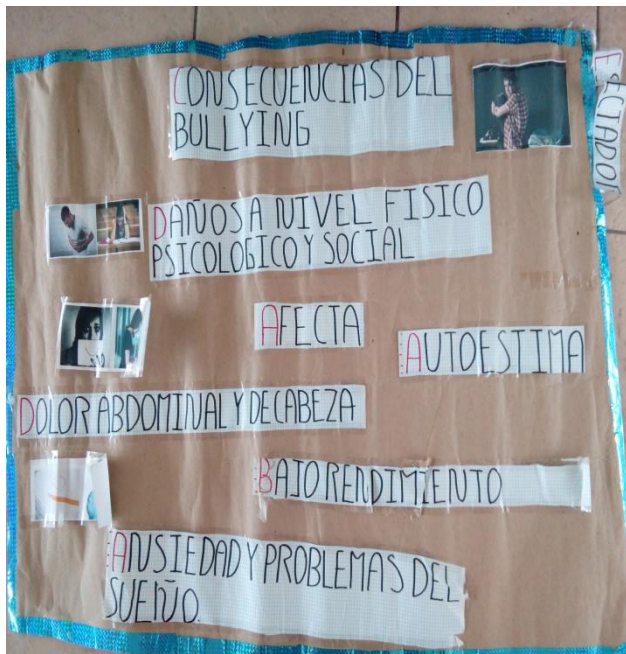 CONSECUENCIAS DEL
BULLYING
DAÑOS A NIVEL FISICO
PSICOLOGICO Y SOCIAL
AFECTA
AUTOESTIMA
DOLOR ABDOMINAL Y DE CABEZA
BAJO RENDIMIENTO
ANSIEDAD Y PROBLEMAS DEL
SUEÑO.